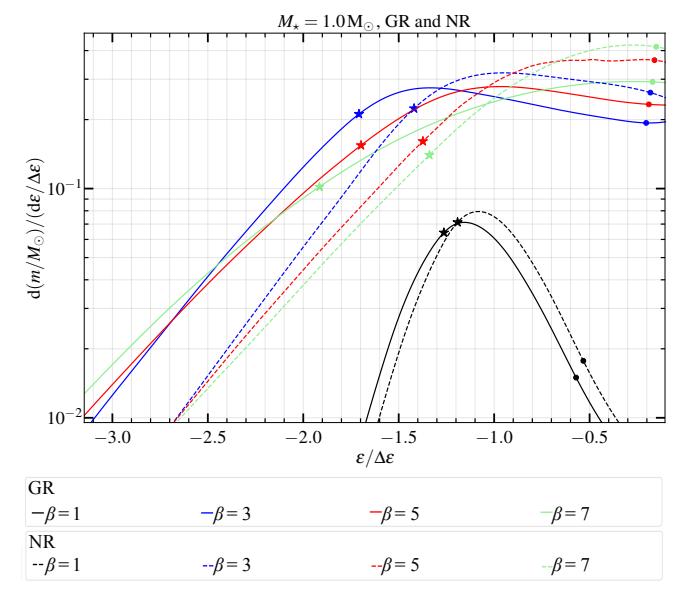 M⋆ = 1.0 M☉, GR and NR
d(m/M☉)/(dε/Δε)
10⁻¹
10⁻²
−3.0 −2.5 −2.0 −1.5 −1.0 −0.5
ε/Δε
GR
β = 1 β = 3 β = 5 β = 7
NR
β = 1 β = 3 β = 5 β = 7